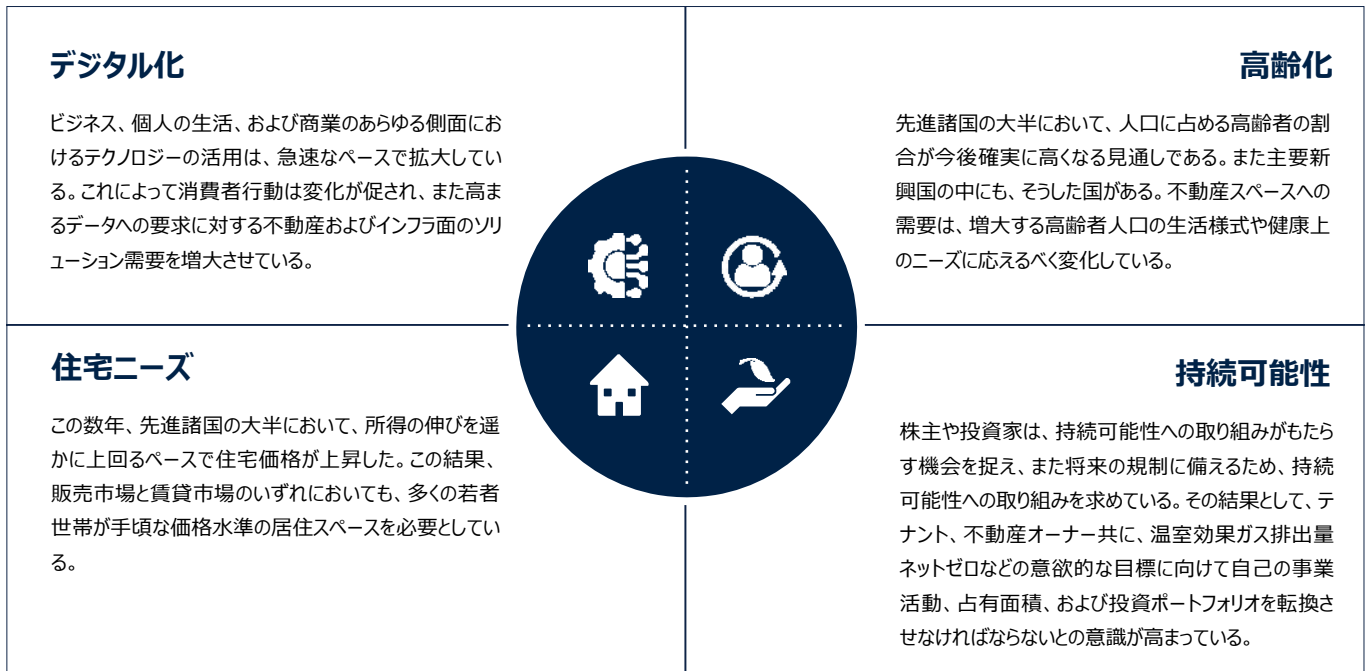 デジタル化
ビジネス、個人の生活、および商業のあらゆる側面にお
けるテクノロジーの活用は、急速なペースで拡大してい
る。これによって消費者行動は変化が促され、また高ま
るデータへの要求に対する不動産およびインフラ面のソリ
ューション需要を増大させている。
高齢化
先進諸国の大半において、人口に占める高齢者の割
合が今後確実に高くなる見通しである。また主要新
興国の中にも、そうした国がある。不動産スペースへの
需要は、増大する高齢者人口の生活様式や健康上
のニーズに応えるべく変化している。
住宅ニーズ
この数年、先進諸国の大半において、所得の伸びを遥
かに上回るペースで住宅価格が上昇した。この結果、
販売市場と賃貸市場のいずれにおいても、多くの若者
世帯が手頃な価格水準の居住スペースを必要としてい
る。
持続可能性
株主や投資家は、持続可能性への取り組みがもたら
す機会を捉え、また将来の規制に備えるため、持続
可能性への取り組みを求めている。その結果として、テ
ナント、不動産オーナー共に、温室効果ガス排出量
ネットゼロなどの意欲的な目標に向けて自己の事業
活動、占有面積、および投資ポートフォリオを転換さ
せなければならないとの意識が高まっている。